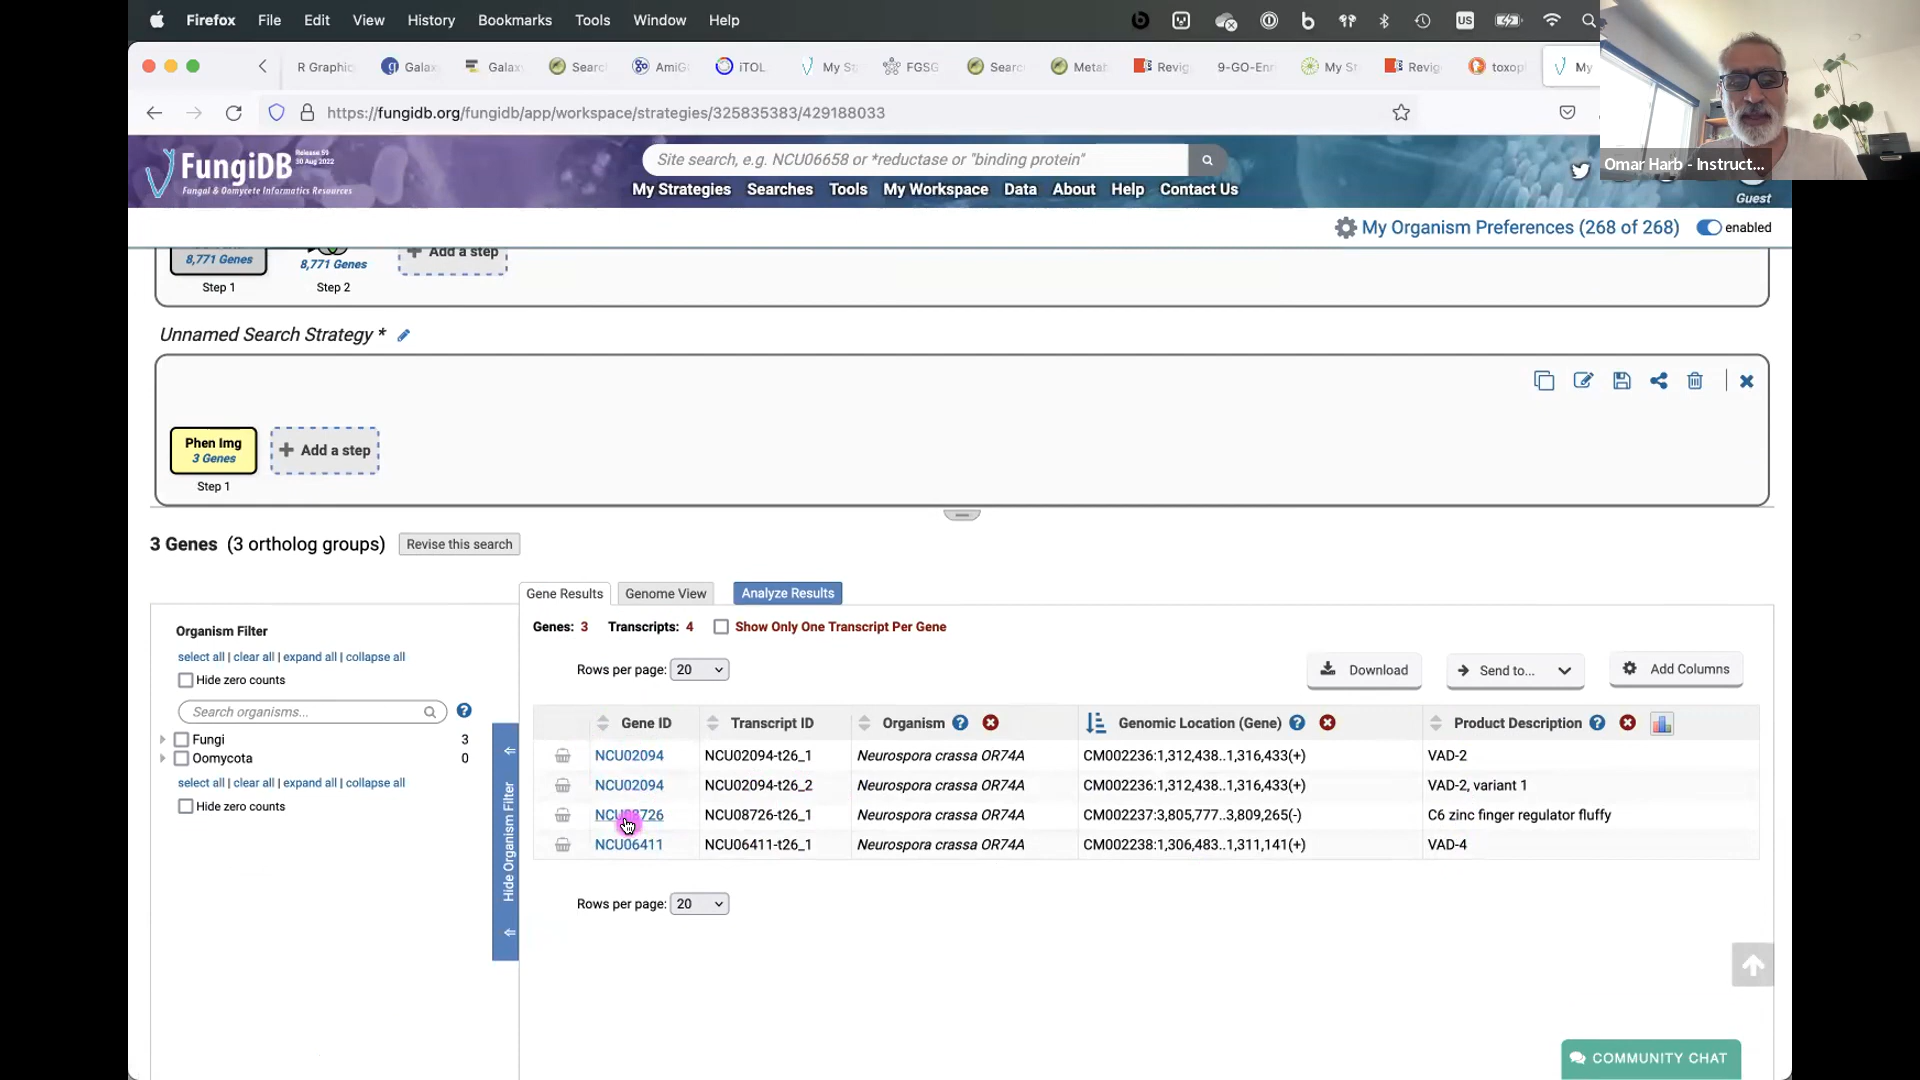 Firefox File Edit View History Bookmarks Tools Window Help
US
R Graphic Galax Galax Searc AmiG iTOL My St FGSG Searc Metab Revig 9-GO-Enr My St Revig toxop My
https://fungidb.org/fungidb/app/workspace/strategies/325835383/429188033
FungiDB
Release 59
30 Aug 2022
Fungal & Oomycete Informatics Resources
Site search, e.g. NCU06658 or *reductase or "binding protein"
My Strategies Searches Tools My Workspace Data About Help Contact Us
Omar Harb - Instruct...
Guest
My Organism Preferences (268 of 268) enabled
8,771 Genes 8,771 Genes + Add a step
Step 1 Step 2
Unnamed Search Strategy *
Phen Img
3 Genes
+ Add a step
Step 1
3 Genes (3 ortholog groups) Revise this search
Gene Results Genome View Analyze Results
Organism Filter
select all | clear all | expand all | collapse all
Hide zero counts
Search organisms...
Fungi 3
Oomycota 0
select all | clear all | expand all | collapse all
Hide zero counts
Hide Organism Filter
Genes: 3 Transcripts: 4 Show Only One Transcript Per Gene
Rows per page: 20
Download Send to... Add Columns
Gene ID Transcript ID Organism Genomic Location (Gene) Product Description
NCU02094 NCU02094-t26_1 Neurospora crassa OR74A CM002236:1,312,438..1,316,433(+) VAD-2
NCU02094 NCU02094-t26_2 Neurospora crassa OR74A CM002236:1,312,438..1,316,433(+) VAD-2, variant 1
NCU08726 NCU08726-t26_1 Neurospora crassa OR74A CM002237:3,805,777..3,809,265(-) C6 zinc finger regulator fluffy
NCU06411 NCU06411-t26_1 Neurospora crassa OR74A CM002238:1,306,483..1,311,141(+) VAD-4
Rows per page: 20
COMMUNITY CHAT